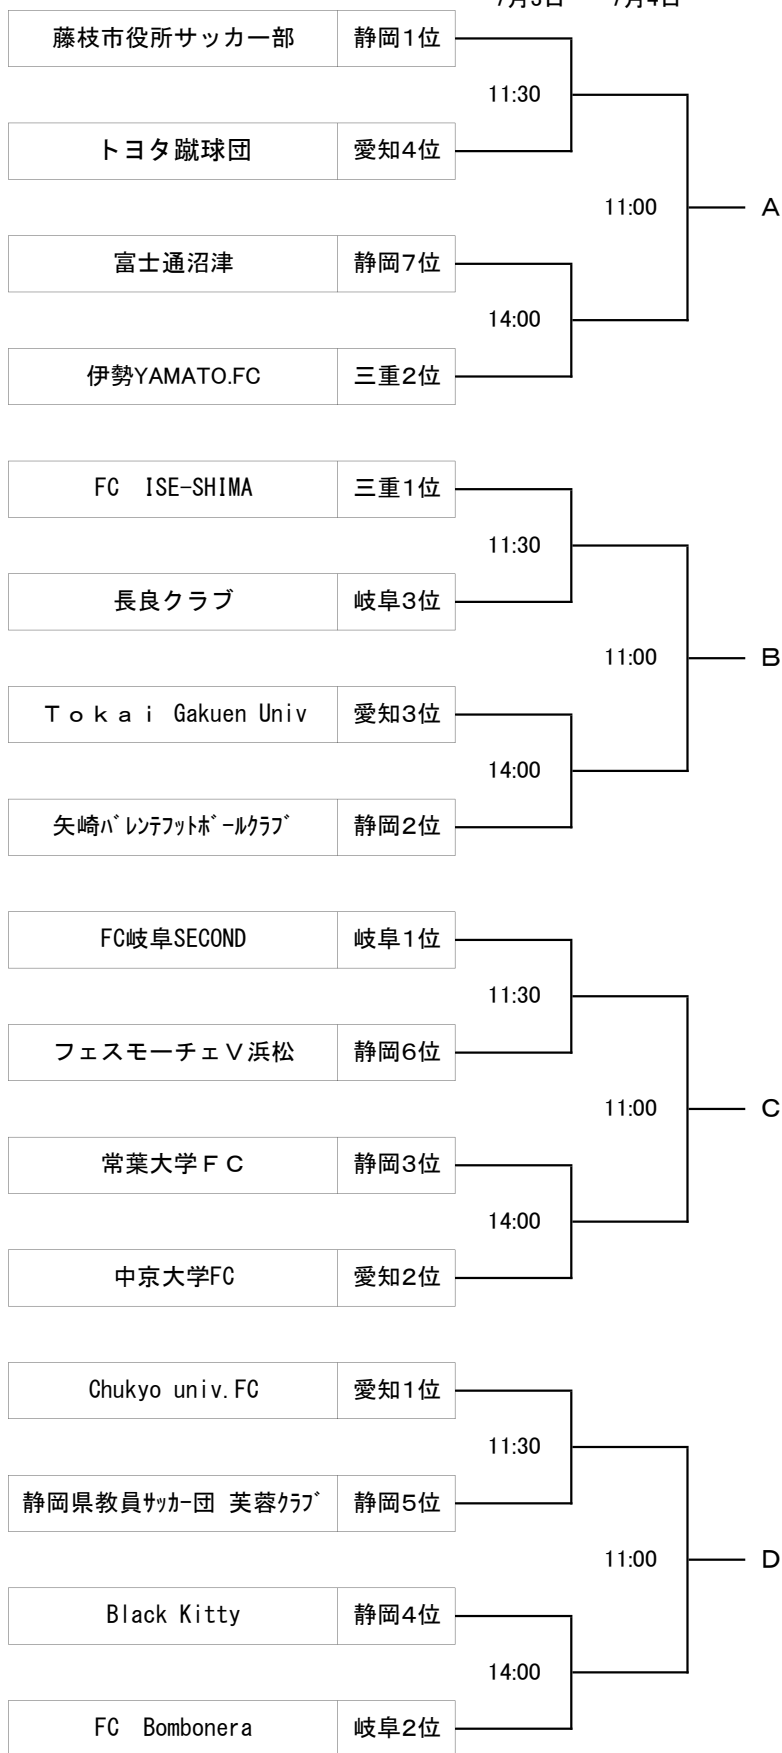 7月3日 7月4日
藤枝市役所サッカー部 静岡1位
11:30
トヨタ蹴球団 愛知4位
11:00 A
富士通沼津 静岡7位
14:00
伊勢YAMATO.FC 三重2位
FC ISE-SHIMA 三重1位
11:30
長良クラブ 岐阜3位
11:00 B
Ｔｏｋａｉ Gakuen Univ 愛知3位
14:00
矢崎ﾊﾞﾚﾝﾃﾌｯﾄﾎﾞｰﾙｸﾗﾌﾞ 静岡2位
FC岐阜SECOND 岐阜1位
11:30
フェスモーチェＶ浜松 静岡6位
11:00 C
常葉大学ＦＣ 静岡3位
14:00
中京大学FC 愛知2位
Chukyo univ.FC 愛知1位
11:30
静岡県教員ｻｯｶｰ団 芙蓉ｸﾗﾌﾞ 静岡5位
11:00 D
Black Kitty 静岡4位
14:00
FC Bombonera 岐阜2位